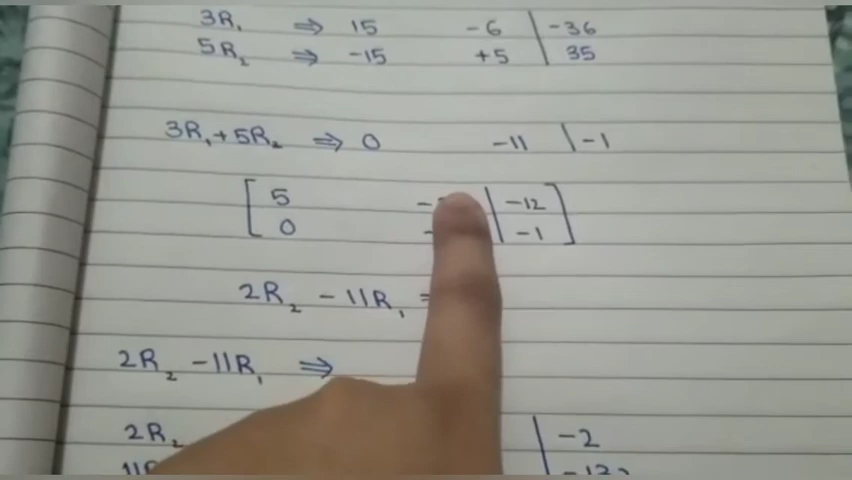 3R₁ ⇒ 15 -6 | -36
5R₂ ⇒ -15 +5 | 35
3R₁+5R₂ ⇒ 0 -11 | -1
[ 5 - | -12 ]
[ 0 - | -1 ]
2R₂ - 11R₁ =
2R₂ - 11R₁ ⇒
2R₂ | -2
11R